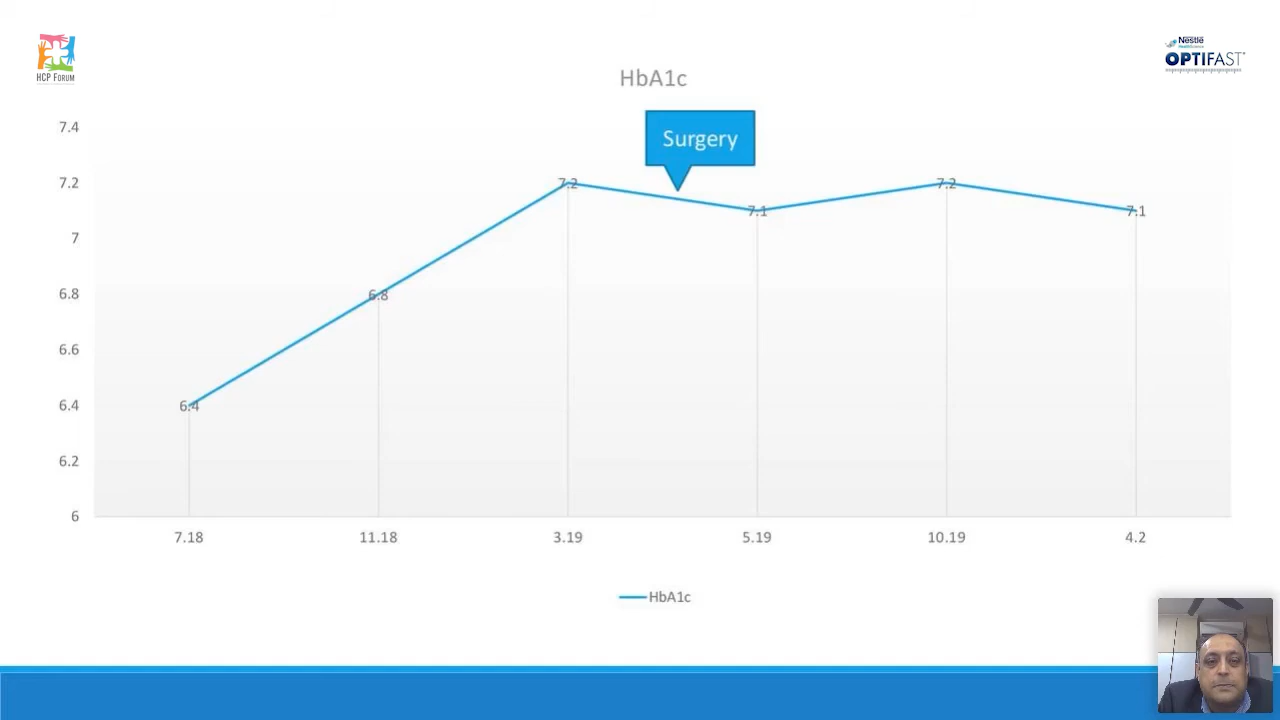 HCP FORUM
Nestlé
HealthScience
OPTIFAST
HbA1c
Surgery
7.4
7.2
7
6.8
6.6
6.4
6.2
6
6.4
6.8
7.2
7.1
7.2
7.1
7.18 11.18 3.19 5.19 10.19 4.2
HbA1c